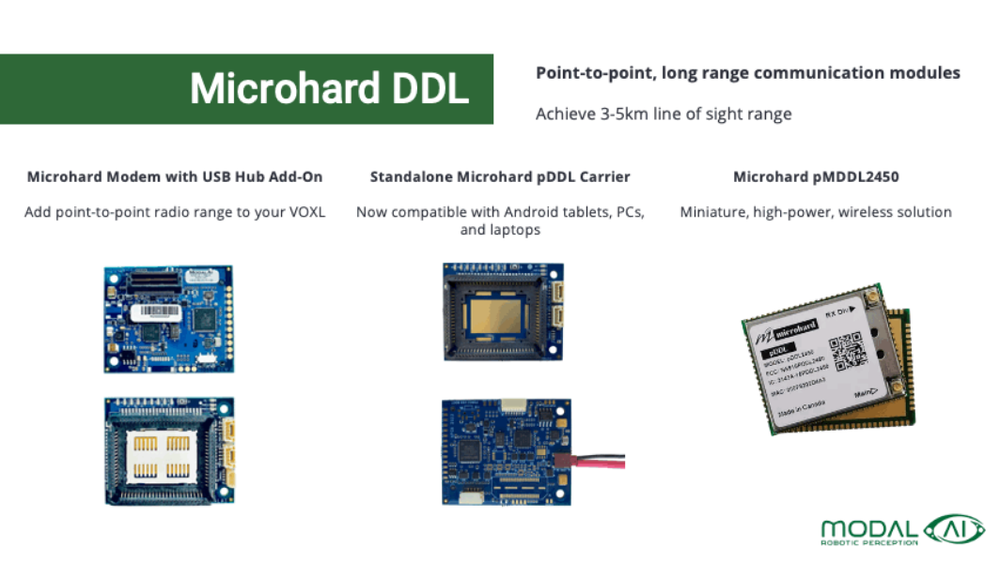 Microhard DDL
Point-to-point, long range communication modules
Achieve 3-5km line of sight range
Microhard Modem with USB Hub Add-On
Add point-to-point radio range to your VOXL
Standalone Microhard pDDL Carrier
Now compatible with Android tablets, PCs,
and laptops
Microhard pMDDL2450
Miniature, high-power, wireless solution
microhard
RX Div
pDDL
MODEL: pDDL2450
Main
Made in Canada
MODAL AI
ROBOTIC PERCEPTION